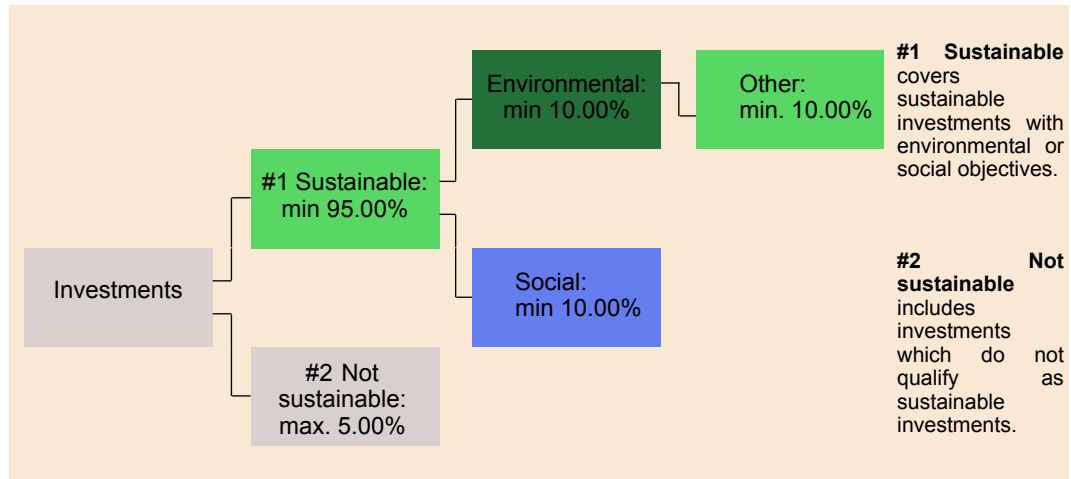 Investments
#1 Sustainable:
min 95.00%
#2 Not
sustainable:
max. 5.00%
Environmental:
min 10.00%
Social:
min 10.00%
Other:
min. 10.00%
#1 Sustainable
covers
sustainable
investments with
environmental or
social objectives.
#2 Not
sustainable
includes
investments
which do not
qualify as
sustainable
investments.